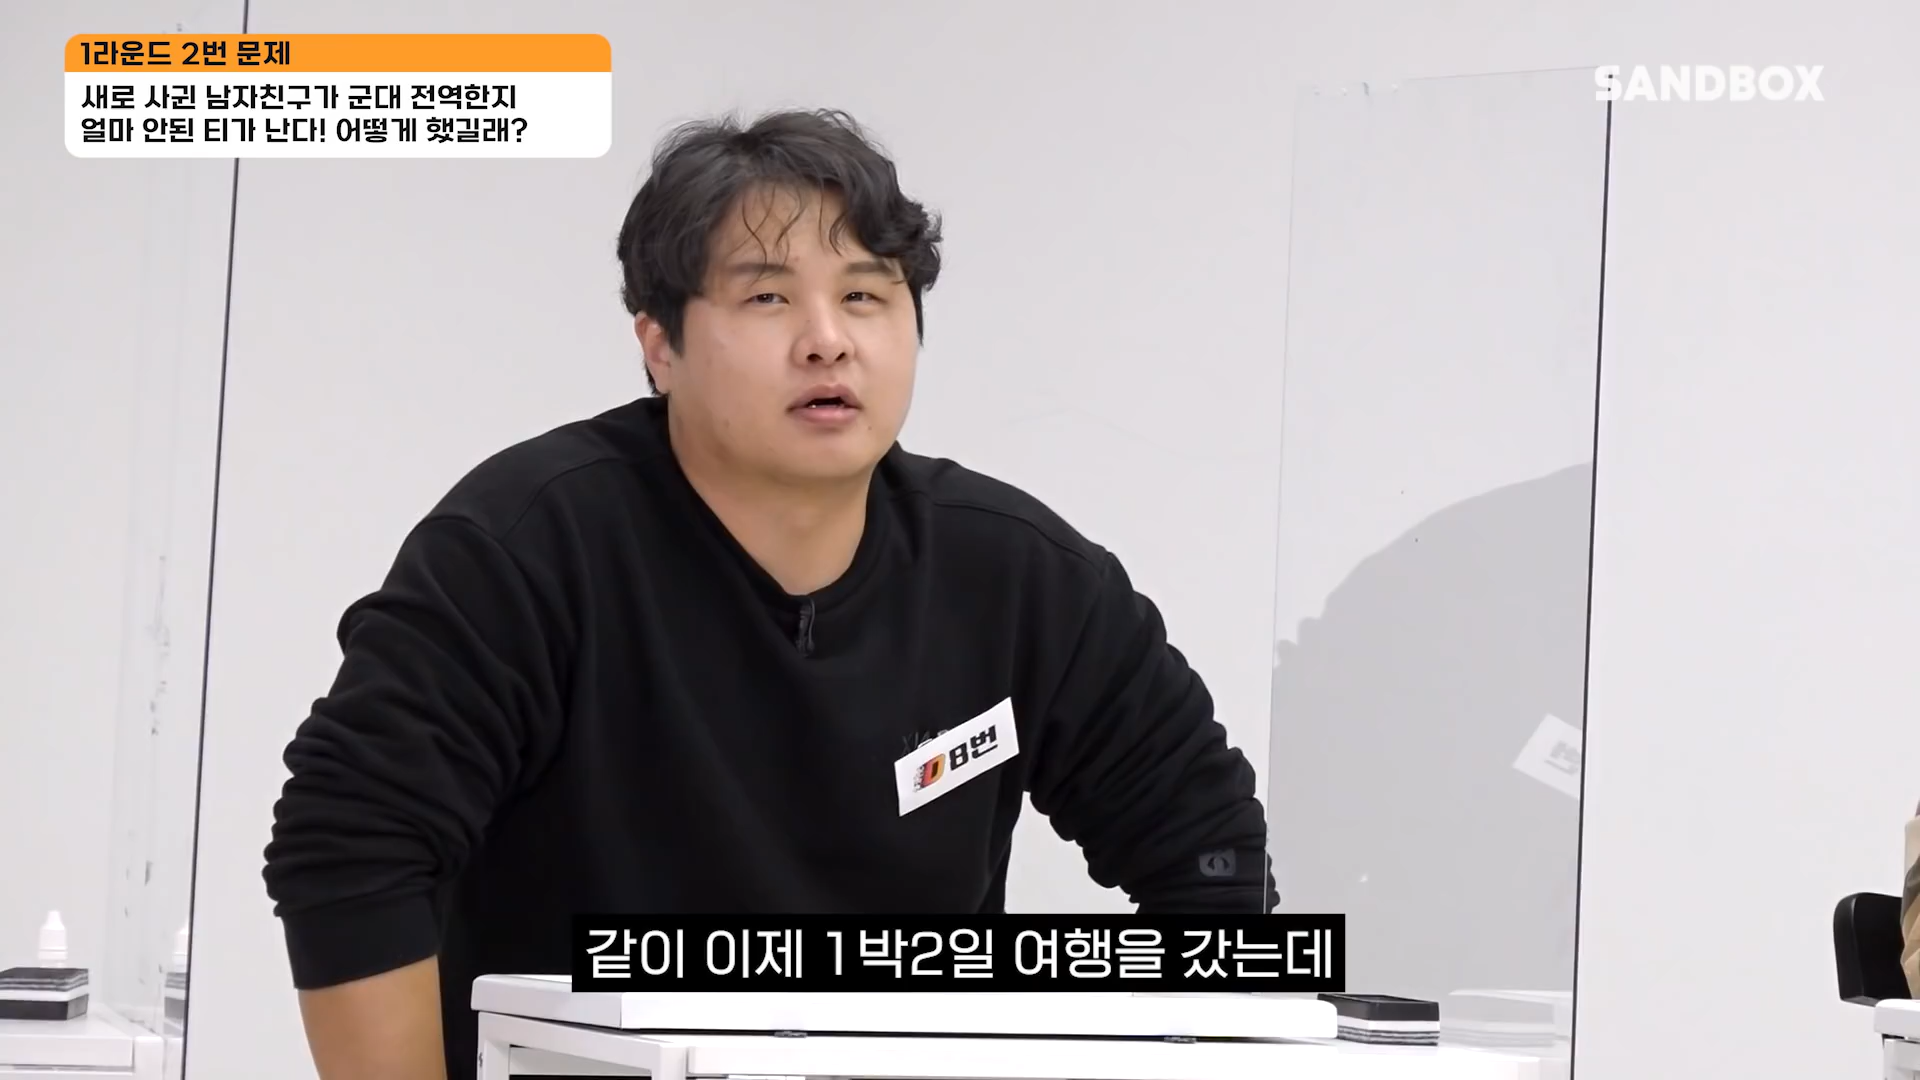 1라운드 2번 문제
새로 사귄 남자친구가 군대 전역한지
얼마 안된 티가 난다! 어떻게 했길래?
SANDBOX
D8번
같이 이제 1박2일 여행을 갔는데